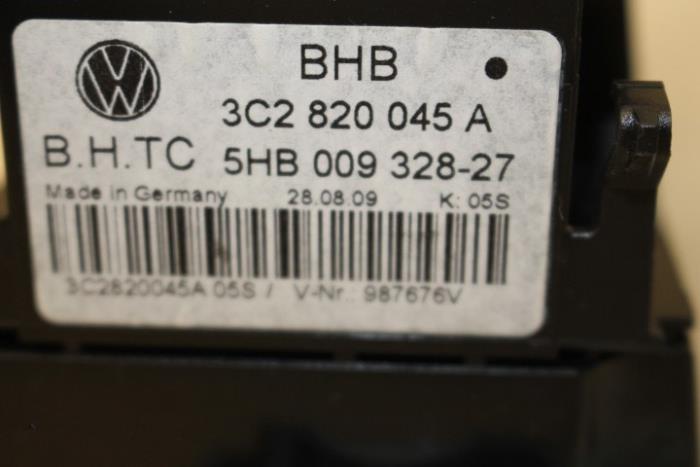 BHB
3C2 820 045 A
B.H.TC 5HB 009 328-27
Made in Germany 28.08.09 K: 05S
3C2820045A 05S / V-Nr.: 987676V